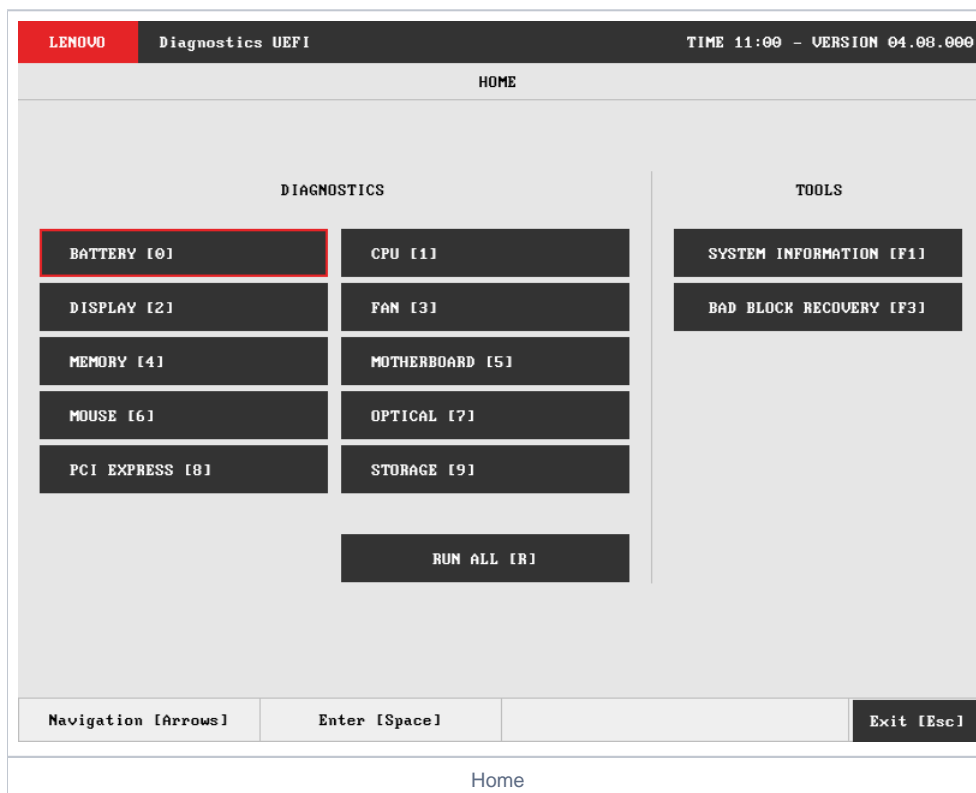 LENOVO Diagnostics UEFI TIME 11:00 - VERSION 04.08.000
HOME
DIAGNOSTICS
BATTERY [0] CPU [1]
DISPLAY [2] FAN [3]
MEMORY [4] MOTHERBOARD [5]
MOUSE [6] OPTICAL [7]
PCI EXPRESS [8] STORAGE [9]
RUN ALL [R]
TOOLS
SYSTEM INFORMATION [F1]
BAD BLOCK RECOVERY [F3]
Navigation [Arrows] Enter [Space] Exit [Esc]
Home